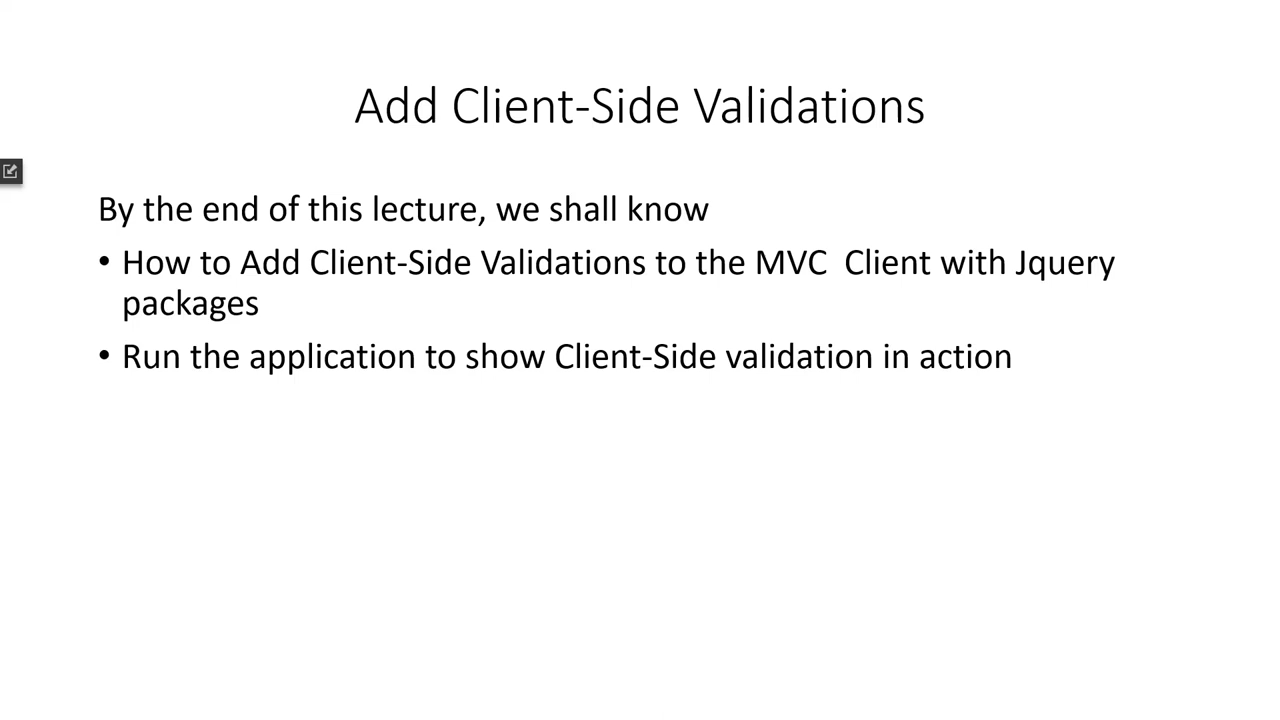 Add Client-Side Validations
By the end of this lecture, we shall know
• How to Add Client-Side Validations to the MVC  Client with Jquery
packages
• Run the application to show Client-Side validation in action